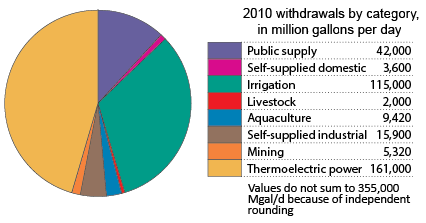 2010 withdrawals by category,
in million gallons per day
Public supply 42,000
Self-supplied domestic 3,600
Irrigation 115,000
Livestock 2,000
Aquaculture 9,420
Self-supplied industrial 15,900
Mining 5,320
Thermoelectric power 161,000
Values do not sum to 355,000
Mgal/d because of independent
rounding